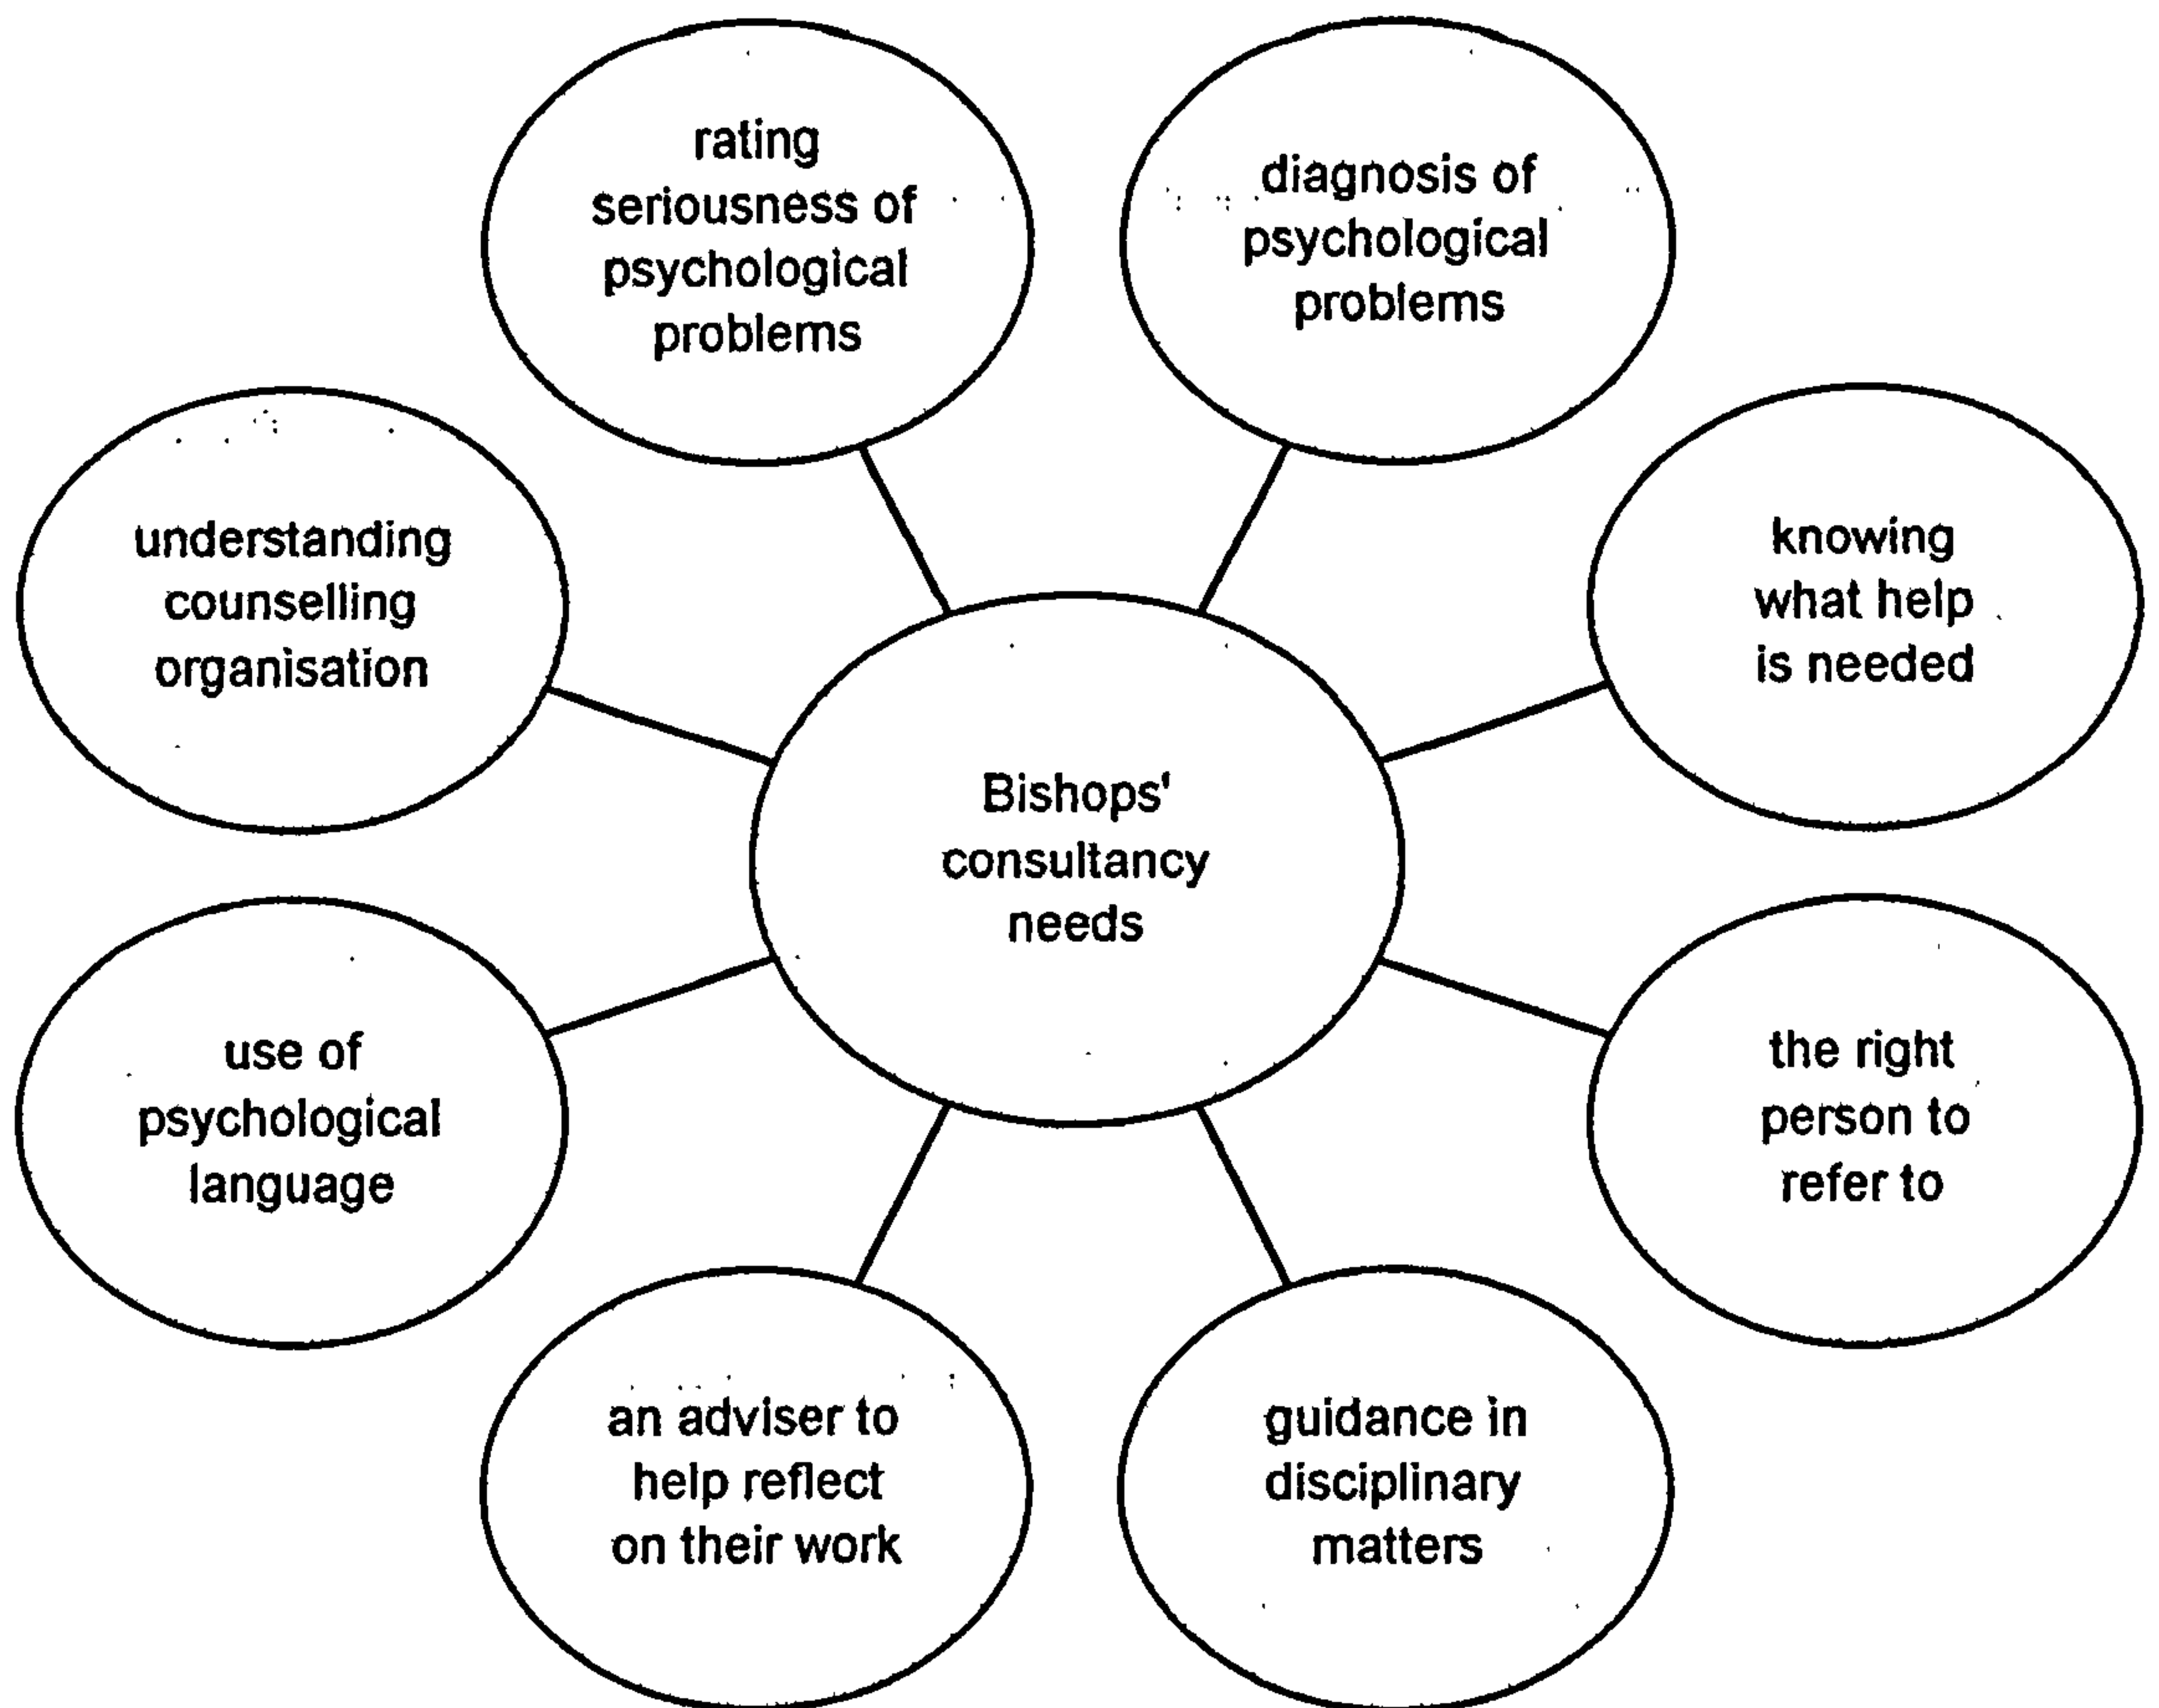 rating
seriousness of
psychological
problems
diagnosis of
psychological
problems
understanding
counselling
organisation
knowing
what help
is needed
Bishops'
consultancy
needs
use of
psychological
language
the right
person to
refer to
an adviser to
help reflect
on their work
guidance in
disciplinary
matters